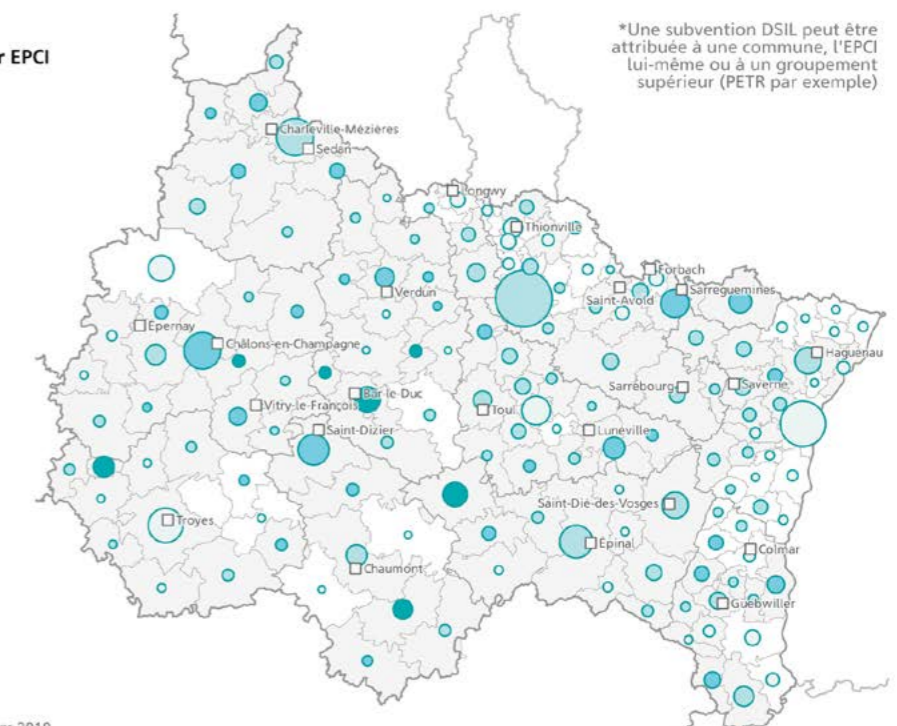 r EPCI
*Une subvention DSIL peut être
attribuée à une commune, l'EPCI
lui-même ou à un groupement
supérieur (PETR par exemple)
Charleville-Mézières
Sedan
Longwy
Thionville
Forbach
Verdun
Saint-Avold
Sarreguemines
Epernay
Châlons-en-Champagne
Haguenau
Bar-le-Duc
Sarrebourg
Saverne
Vitry-le-François
Toul
Saint-Dizier
Lunéville
Saint-Dié-des-Vosges
Troyes
Epinal
Colmar
Chaumont
Guebwiller
2019